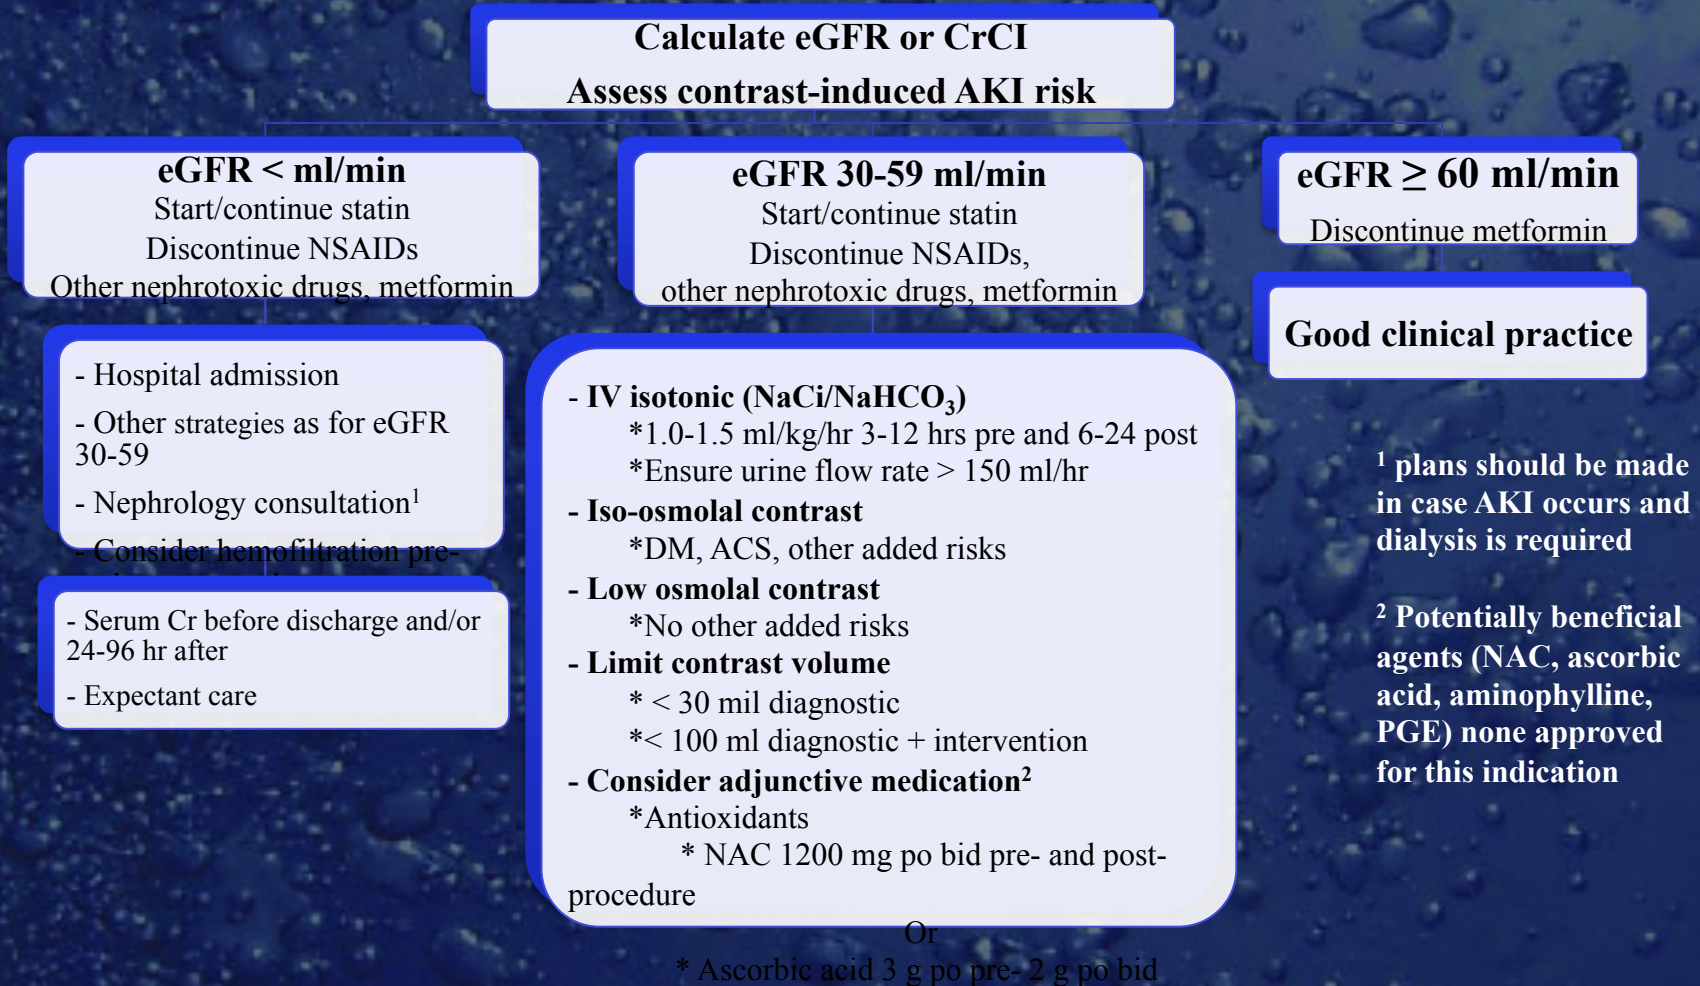 Calculate eGFR or CrCI
Assess contrast-induced AKI risk
eGFR < ml/min
Start/continue statin
Discontinue NSAIDs
Other nephrotoxic drugs, metformin
- Hospital admission
- Other strategies as for eGFR
30-59
- Nephrology consultation¹
- Consider hemofiltration pre-
- Serum Cr before discharge and/or
24-96 hr after
- Expectant care
eGFR 30-59 ml/min
Start/continue statin
Discontinue NSAIDs,
other nephrotoxic drugs, metformin
- IV isotonic (NaCi/NaHCO₃)
*1.0-1.5 ml/kg/hr 3-12 hrs pre and 6-24 post
*Ensure urine flow rate > 150 ml/hr
- Iso-osmolal contrast
*DM, ACS, other added risks
- Low osmolal contrast
*No other added risks
- Limit contrast volume
* < 30 mil diagnostic
*< 100 ml diagnostic + intervention
- Consider adjunctive medication²
*Antioxidants
* NAC 1200 mg po bid pre- and post-
procedure
Or
* Ascorbic acid 3 g po pre- 2 g po bid
eGFR ≥ 60 ml/min
Discontinue metformin
Good clinical practice
¹ plans should be made
in case AKI occurs and
dialysis is required
² Potentially beneficial
agents (NAC, ascorbic
acid, aminophylline,
PGE) none approved
for this indication